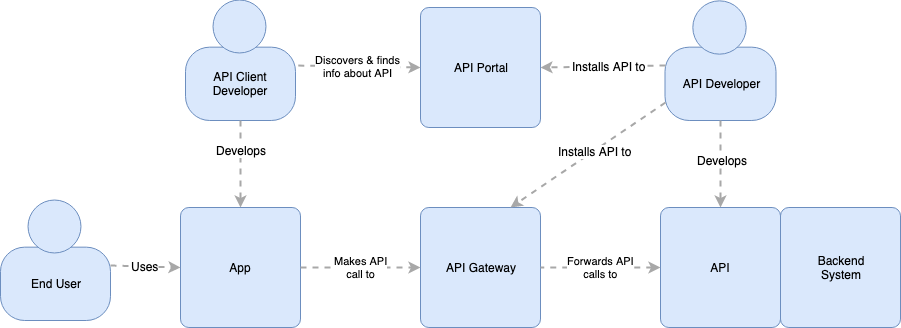 API Client
Developer
Discovers & finds
info about API
API Portal
Installs API to
API Developer
Develops
Installs API to
Develops
End User
Uses
App
Makes API
call to
API Gateway
Forwards API
calls to
API
Backend
System